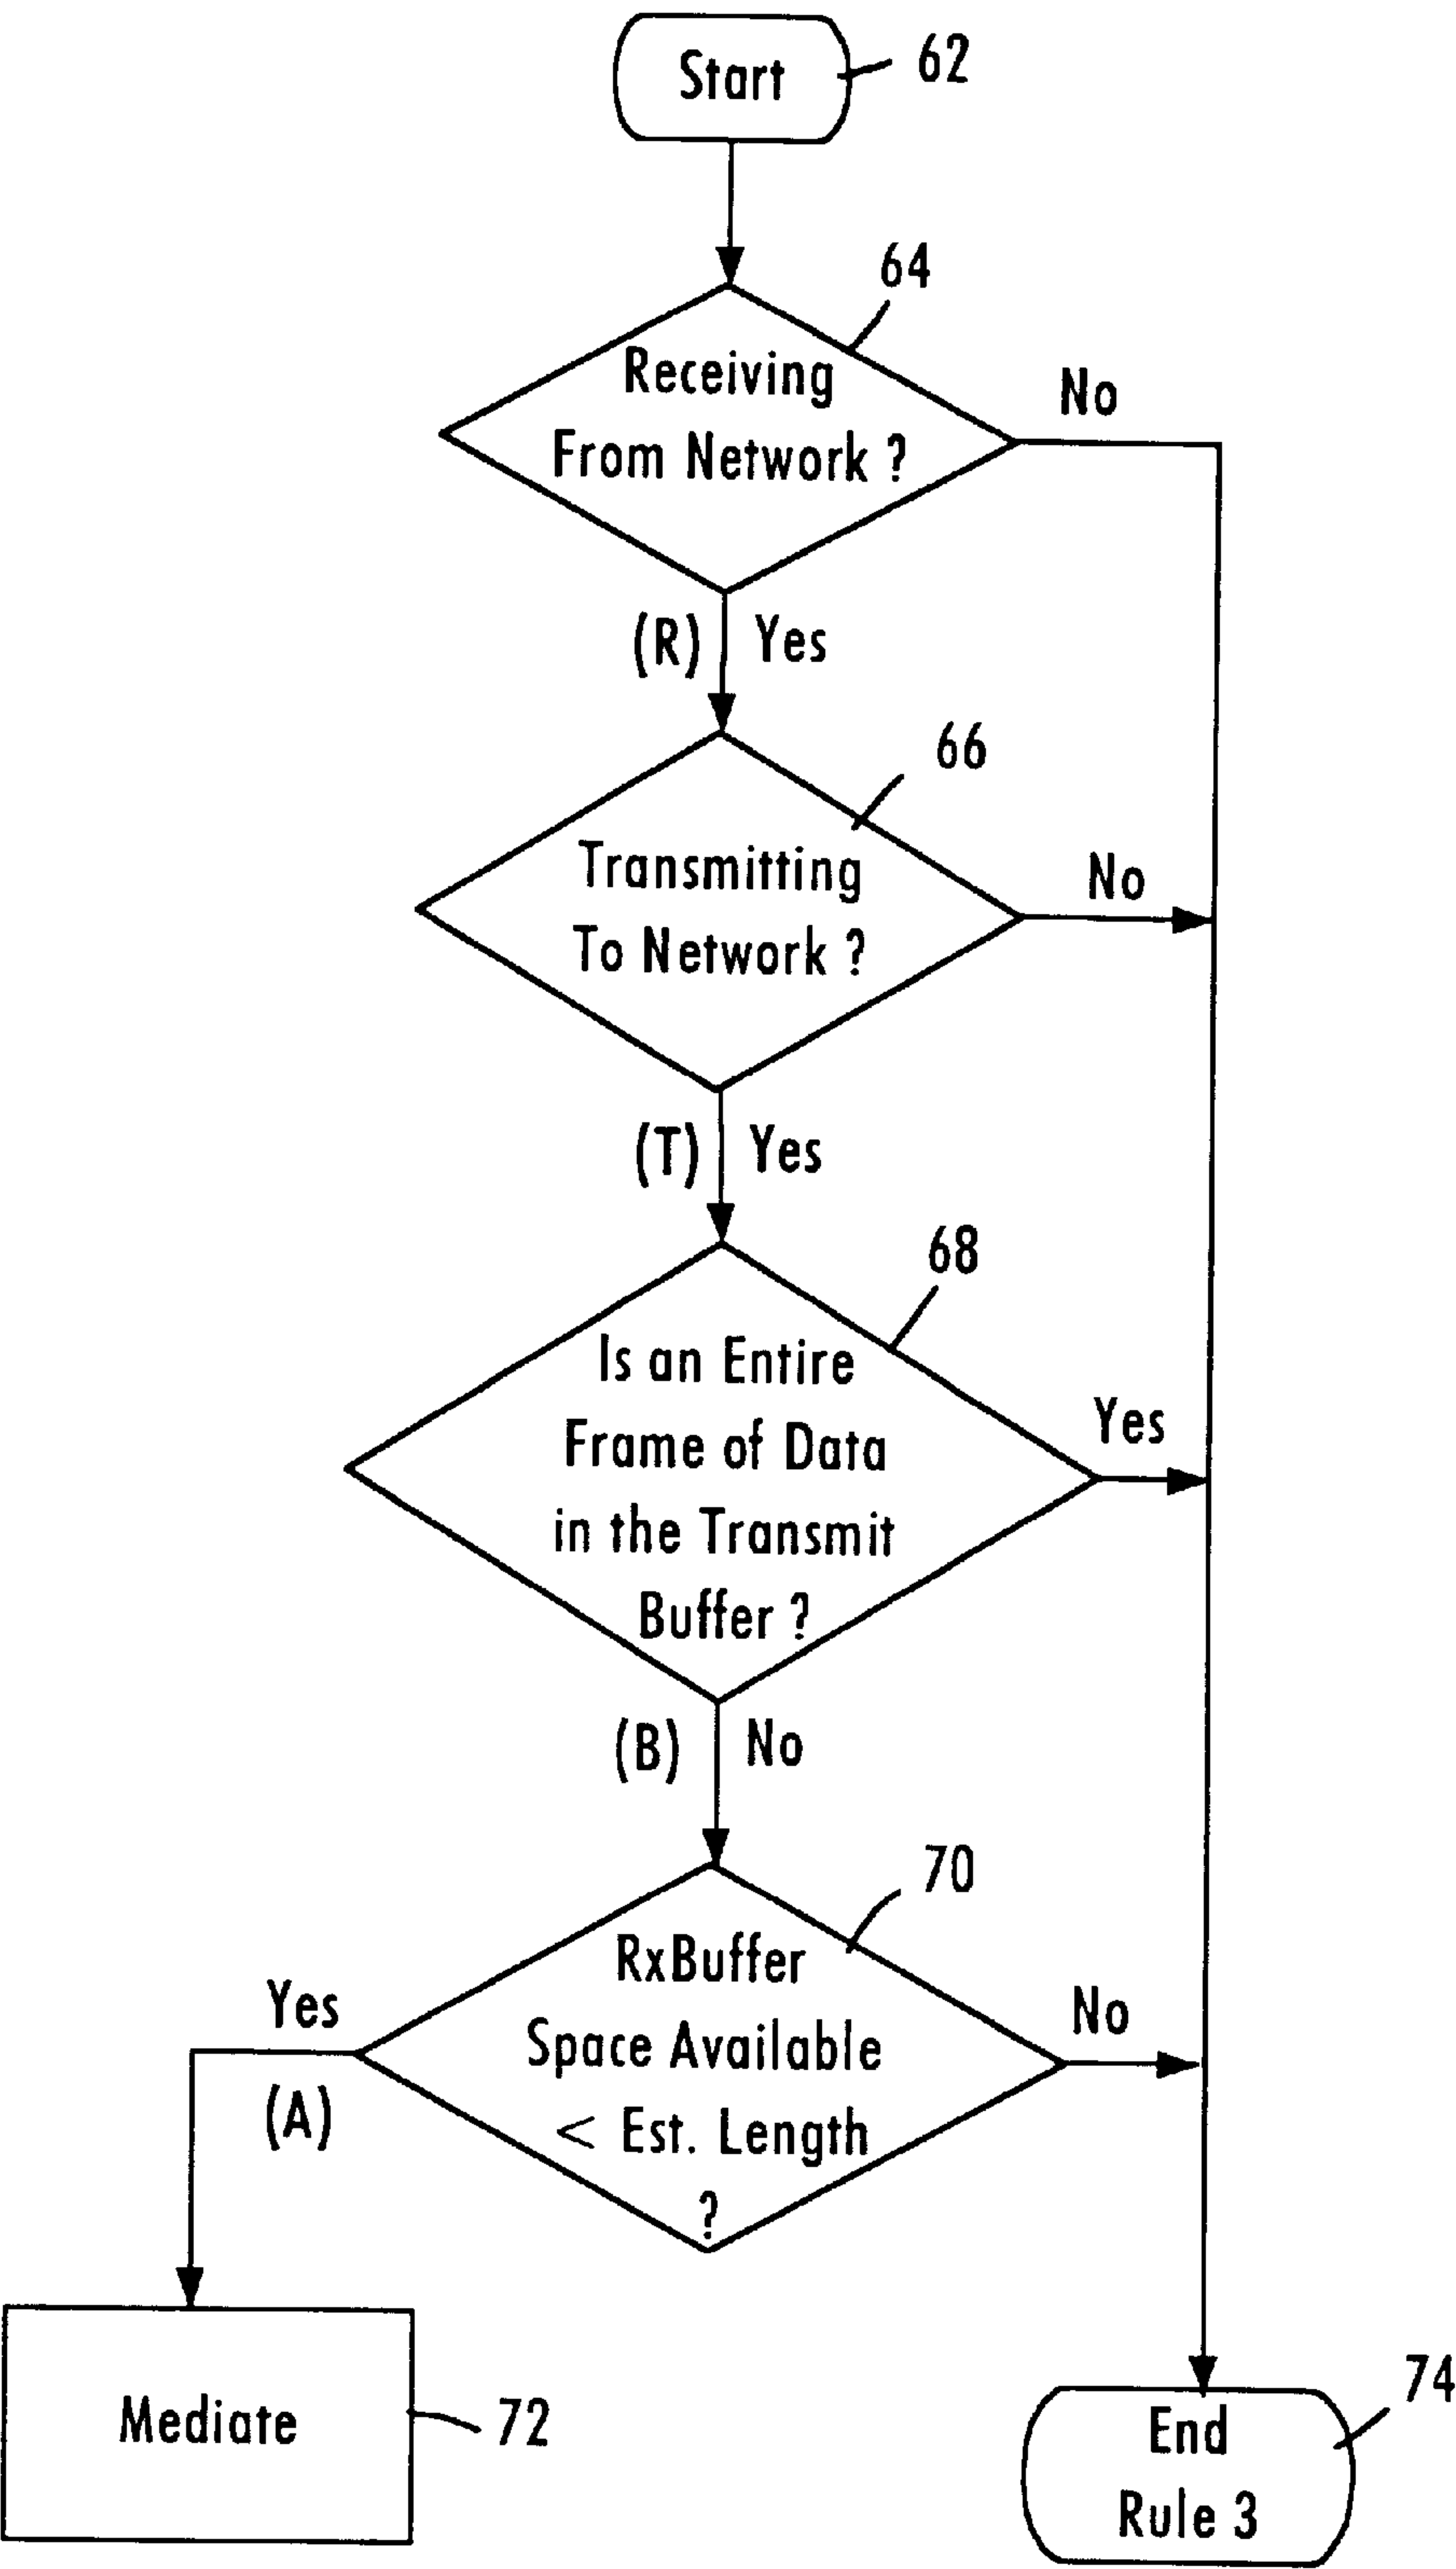 Start
62
64
Receiving
From Network ?
No
(R) Yes
66
Transmitting
To Network ?
No
(T) Yes
68
Is an Entire
Frame of Data
in the Transmit
Buffer ?
Yes
(B) No
70
RxBuffer
Space Available
< Est. Length
?
Yes
(A)
No
Mediate
72
74
End
Rule 3